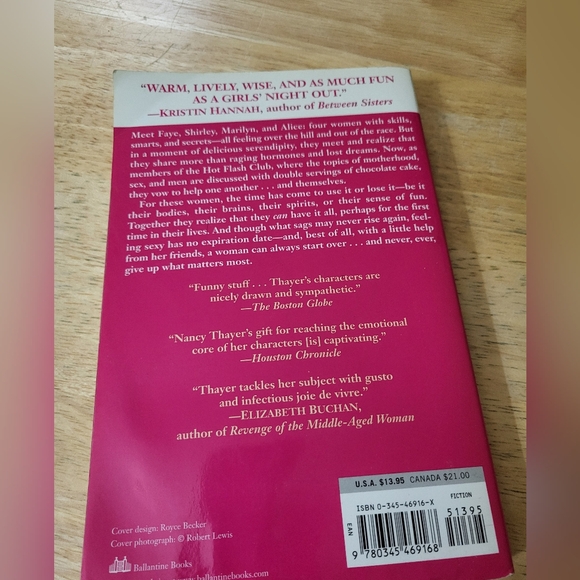 “WARM, LIVELY, WISE, AND AS MUCH FUN
AS A GIRLS’ NIGHT OUT.”
—KRISTIN HANNAH, author of Between Sisters
Meet Faye, Shirley, Marilyn, and Alice: four women with skills,
smarts, and secrets—all feeling over the hill and out of the race. But
in a moment of delicious serendipity, they meet and realize that
they share more than raging hormones and lost dreams. Now, as
members of the Hot Flash Club, where the topics of motherhood,
sex, and men are discussed with double servings of chocolate cake,
they vow to help one another . . . and themselves.
For these women, the time has come to use it or lose it—be it
their bodies, their brains, their spirits, or their sense of fun.
Together they realize that they can have it all, perhaps for the first
time in their lives. And though what sags may never rise again, feel-
ing sexy has no expiration date—and, best of all, with a little help
from her friends, a woman can always start over . . . and never, ever,
give up what matters most.
“Funny stuff . . . Thayer’s characters are
nicely drawn and sympathetic.”
—The Boston Globe
“Nancy Thayer’s gift for reaching the emotional
core of her characters [is] captivating.”
—Houston Chronicle
“Thayer tackles her subject with gusto
and infectious joie de vivre.”
—ELIZABETH BUCHAN,
author of Revenge of the Middle-Aged Woman
U.S.A. $13.95 CANADA $21.00
ISBN 0-345-46916-X
FICTION
51395
EAN
9 780345 469168
Cover design: Royce Becker
Cover photograph: © Robert Lewis
Ballantine Books
ballantinebooks.com